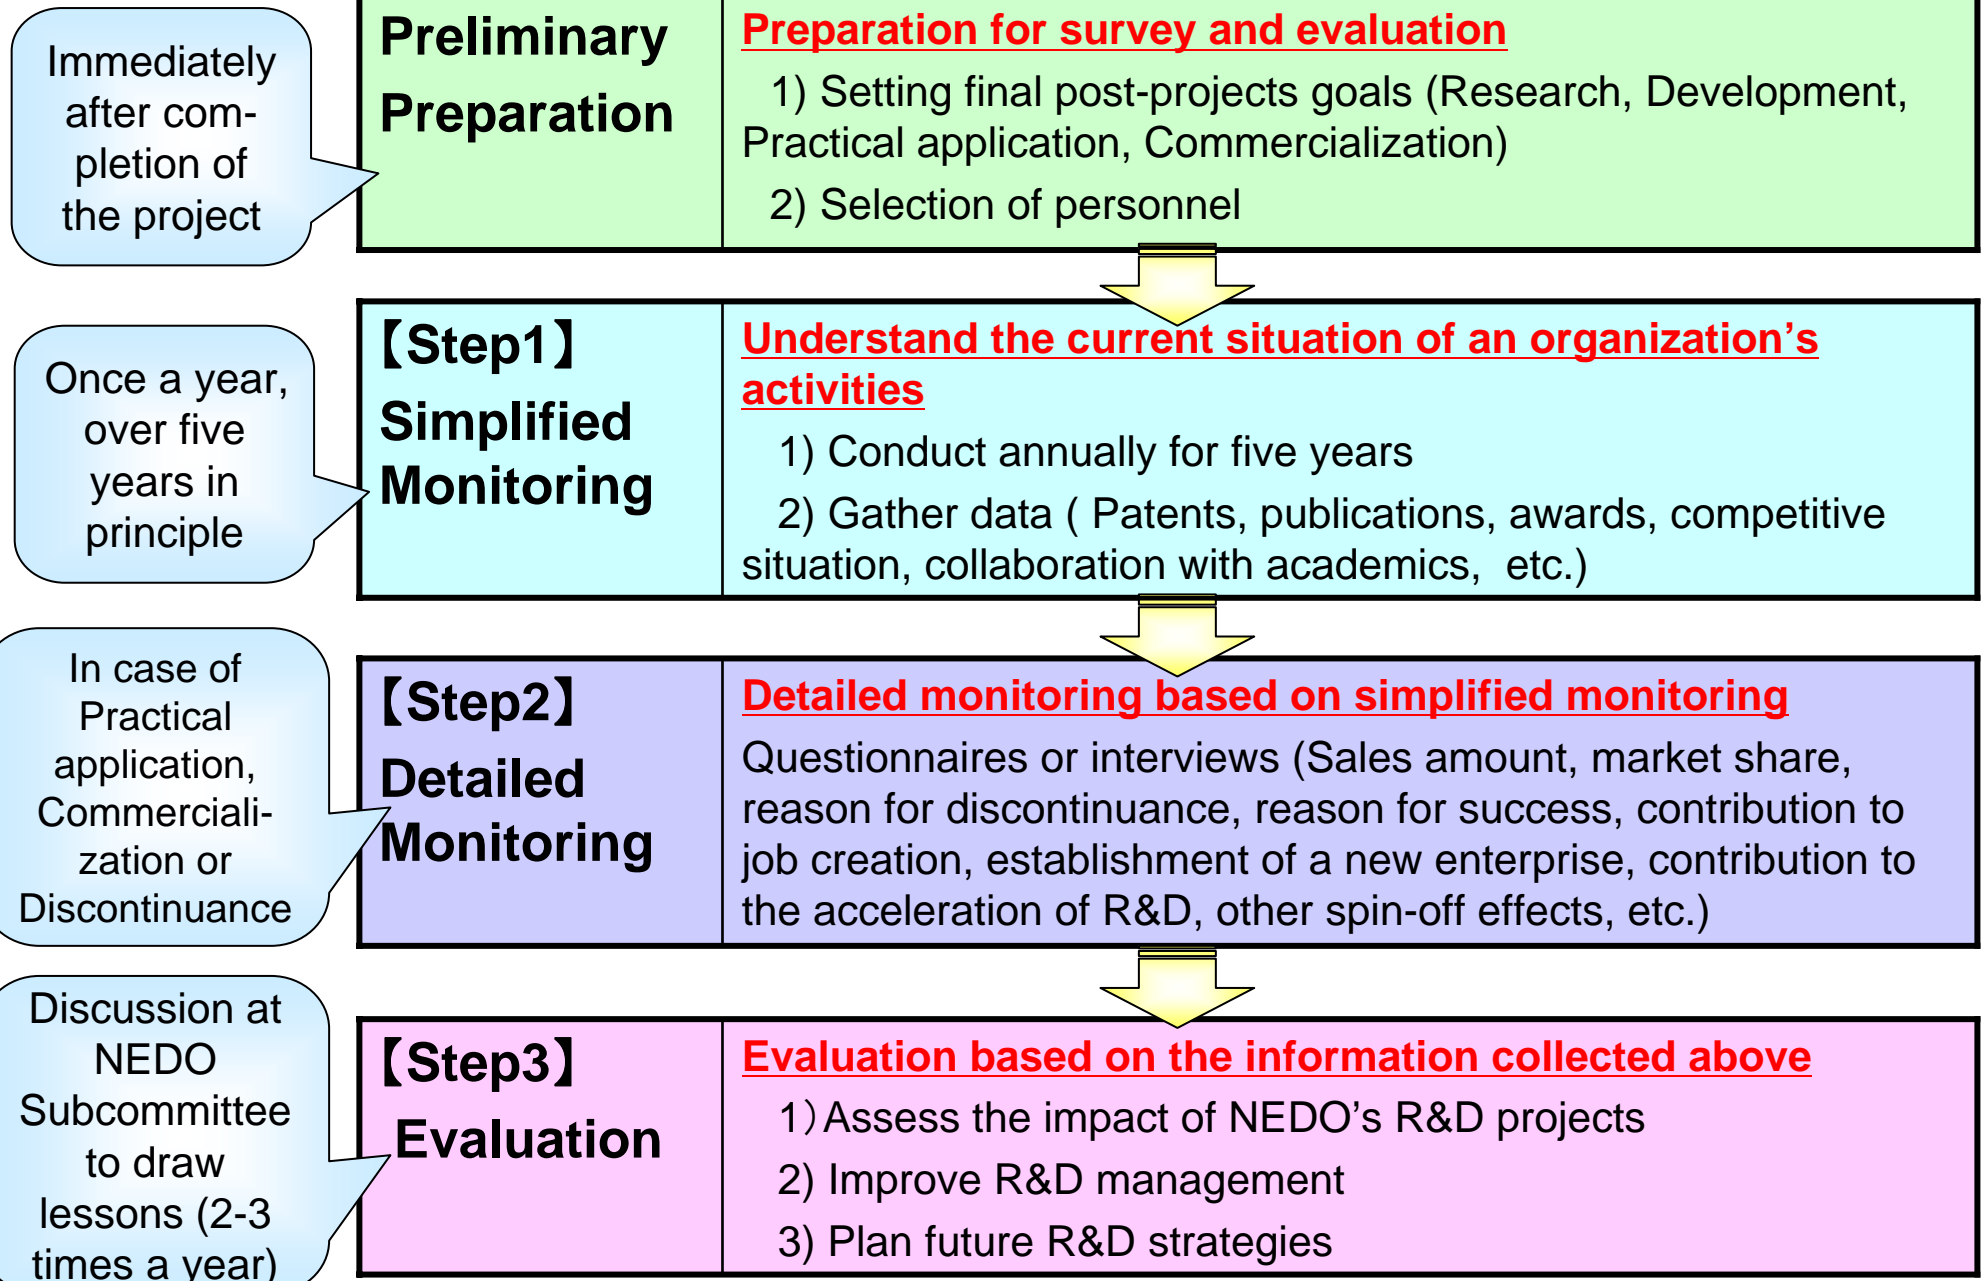 Immediately
after com-
pletion of
the project
Preliminary
Preparation
Preparation for survey and evaluation
1) Setting final post-projects goals (Research, Development,
Practical application, Commercialization)
2) Selection of personnel
Once a year,
over five
years in
principle
【Step1】
Simplified
Monitoring
Understand the current situation of an organization's
activities
1) Conduct annually for five years
2) Gather data ( Patents, publications, awards, competitive
situation, collaboration with academics,  etc.)
In case of
Practical
application,
Commerciali-
zation or
Discontinuance
【Step2】
Detailed
Monitoring
Detailed monitoring based on simplified monitoring
Questionnaires or interviews (Sales amount, market share,
reason for discontinuance, reason for success, contribution to
job creation, establishment of a new enterprise, contribution to
the acceleration of R&D, other spin-off effects, etc.)
Discussion at
NEDO
Subcommittee
to draw
lessons (2-3
times a year)
【Step3】
Evaluation
Evaluation based on the information collected above
1）Assess the impact of NEDO's R&D projects
2) Improve R&D management
3) Plan future R&D strategies